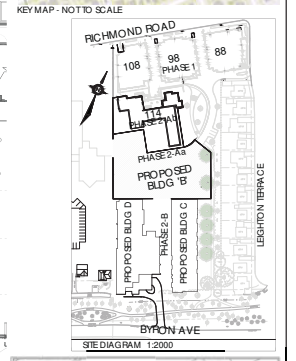 KEY MAP - NOT TO SCALE
RICHMOND ROAD
108
98
88
PHASE 1
114
PHASE 2-Ab
PHASE 2-Aa
PROPOSED
BLDG 'B'
PROPOSED BLDG D
PHASE 2-B
PROPOSED BLDG C
LEIGHTON TERRACE
BYRON AVE
SITE DIAGRAM 1:2000